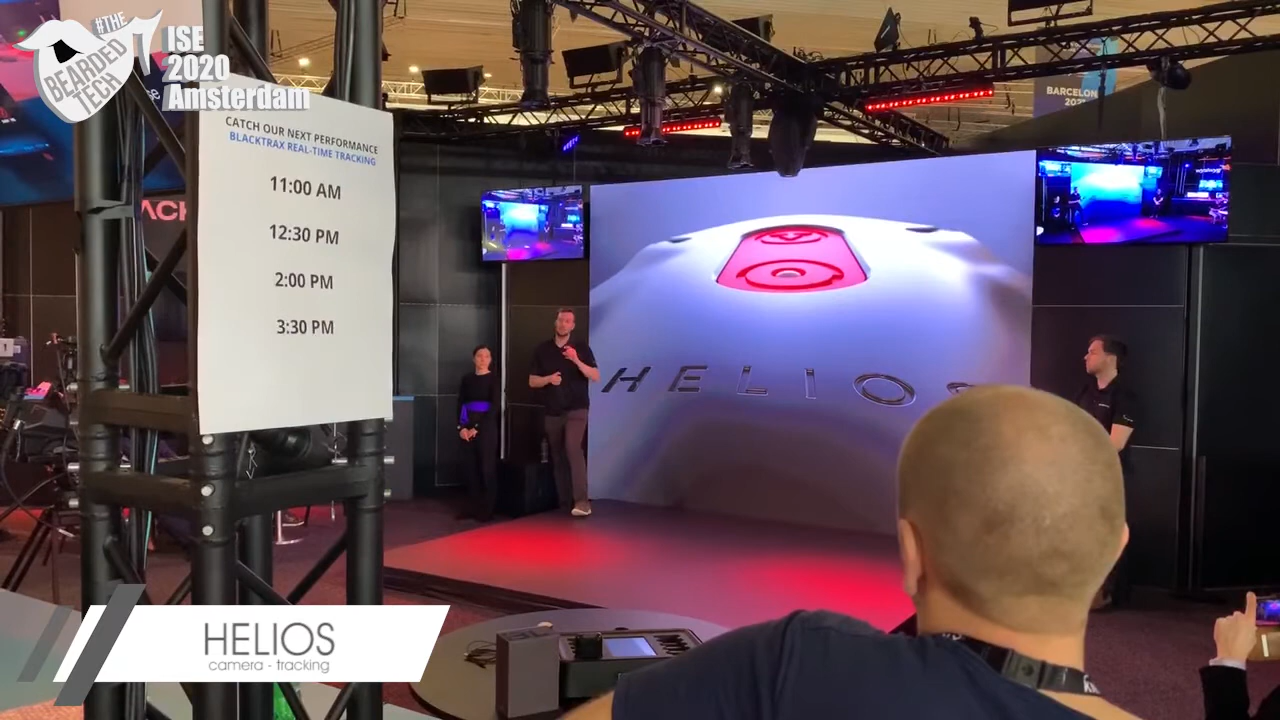 #THE
BEARDED
TECH
ISE
2020
Amsterdam
CATCH OUR NEXT PERFORMANCE
BLACKTRAX REAL-TIME TRACKING
11:00 AM
12:30 PM
2:00 PM
3:30 PM
BARCELON
HELIOS
HELIOS
camera - tracking